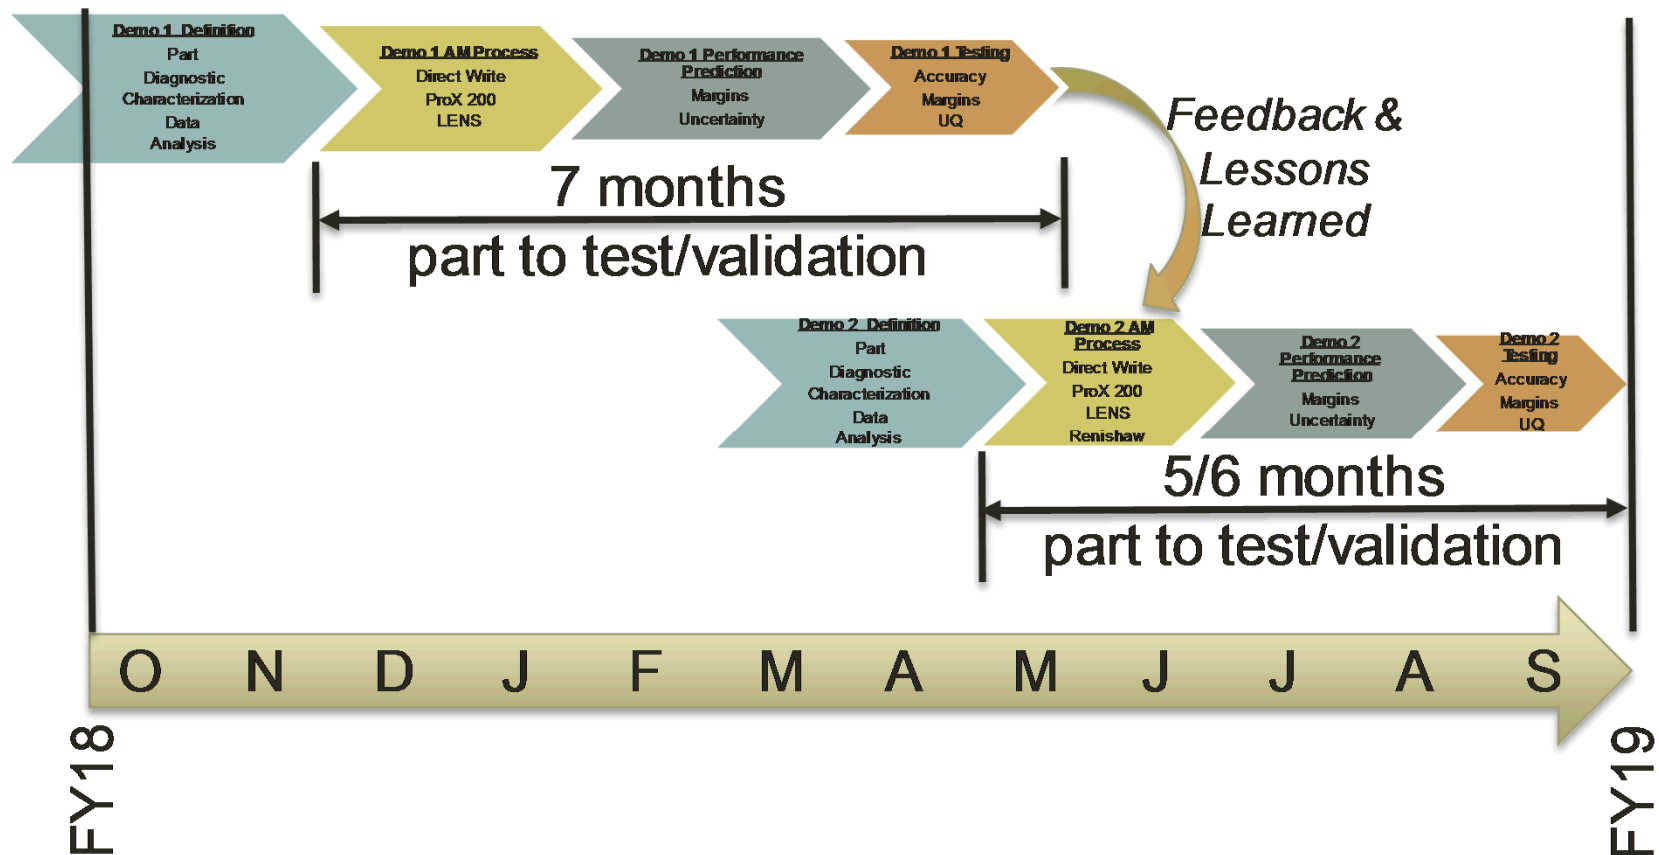 Demo 1 Definition
Part
Diagnostic
Characterization
Data
Analysis
Demo 1 AM Process
Direct Write
ProX 200
LENS
Demo 1 Performance
Prediction
Margins
Uncertainty
Demo 1 Testing
Accuracy
Margins
UQ
Feedback &
Lessons
Learned
7 months
part to test/validation
Demo 2 Definition
Part
Diagnostic
Characterization
Data
Analysis
Demo 2 AM
Process
Direct Write
ProX 200
LENS
Renishaw
Demo 2
Performance
Prediction
Margins
Uncertainty
Demo 2
Testing
Accuracy
Margins
UQ
5/6 months
part to test/validation
O N D J F M A M J J A S
FY18
FY19